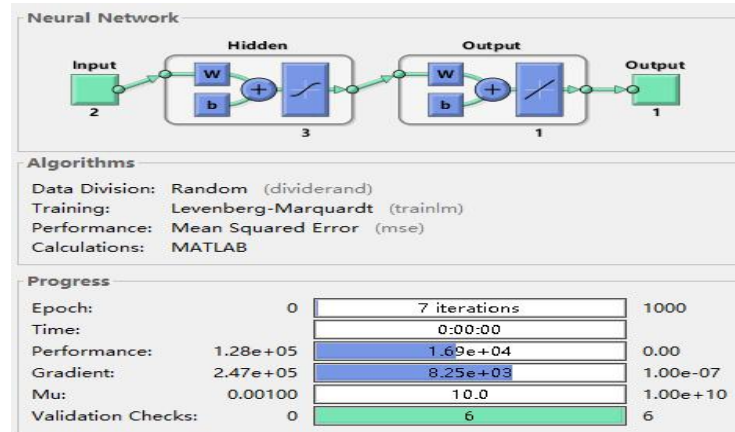 Neural Network
Hidden
Output
Input
Output
W
W
b
b
+
+
2
3
1
1
Algorithms
Data Division: Random (dividerand)
Training: Levenberg-Marquardt (trainlm)
Performance: Mean Squared Error (mse)
Calculations: MATLAB
Progress
Epoch: 0 7 iterations 1000
Time: 0:00:00
Performance: 1.28e+05 1.69e+04 0.00
Gradient: 2.47e+05 8.25e+03 1.00e-07
Mu: 0.00100 10.0 1.00e+10
Validation Checks: 0 6 6